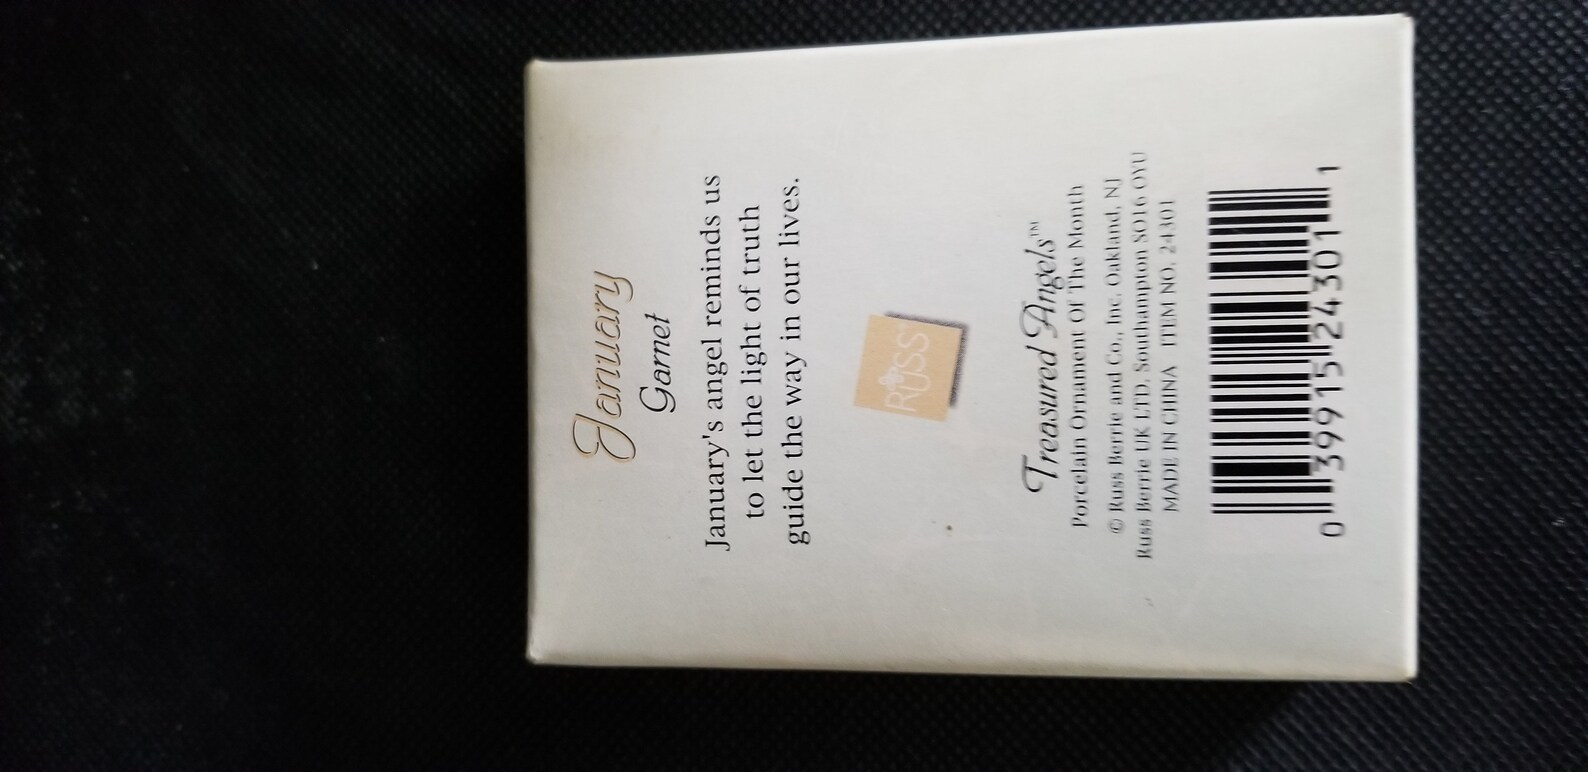 January
Garnet
January's angel reminds us
to let the light of truth
guide the way in our lives.
RUSS®
Treasured Angels™
Porcelain Ornament Of The Month
© Russ Berrie and Co., Inc. Oakland, NJ
Russ Berrie UK LTD. Southampton SO16 OYU
MADE IN CHINA ITEM NO. 24301
0 39915 24301 1